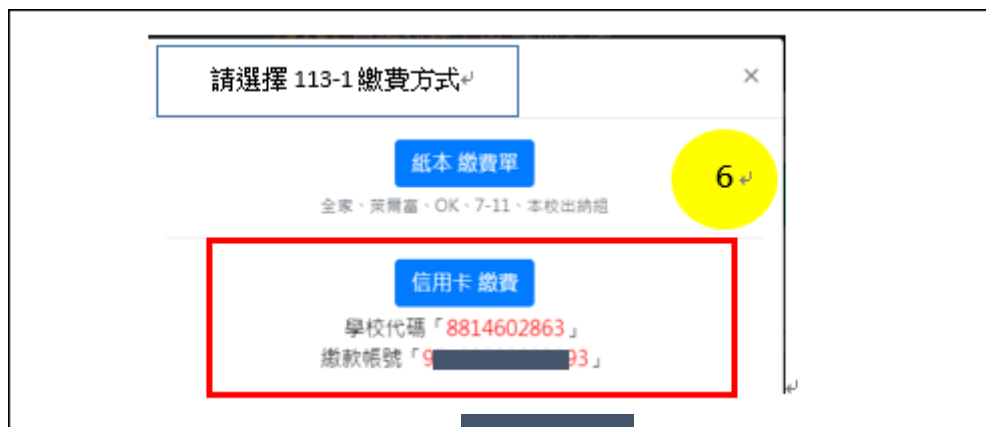 請選擇 113-1 繳費方式
×
紙本 繳費單
6
全家、萊爾富、OK、7-11、本校出納組
信用卡 繳費
學校代碼「8814602863」
繳款帳號「9 93」